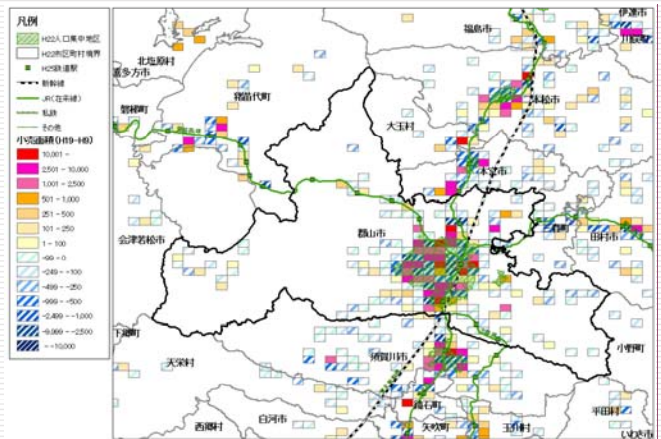 凡例
H22人口集中地区
H22市区町村境界
H25鉄道駅
新幹線
JR(在来線)
私鉄
その他
小売面積(H19-H9)
10,001 -
2,501 - 10,000
1,001 - 2,500
501 - 1,000
251 - 500
101 - 250
1 - 100
-99 - 0
-249 - -100
-499 - -250
-999 - -500
-2,499 - -1,000
-9,999 - -2,500
- -10,000
福島市
伊達市
川俣町
北塩原村
喜多方市
猪苗代町
二本松市
磐梯町
大玉村
本宮市
会津若松市
郡山市
三春町
田村市
下郷町
天栄村
須賀川市
小野町
鏡石町
西郷村
白河市
矢吹町
玉川村
平田村
いわき市